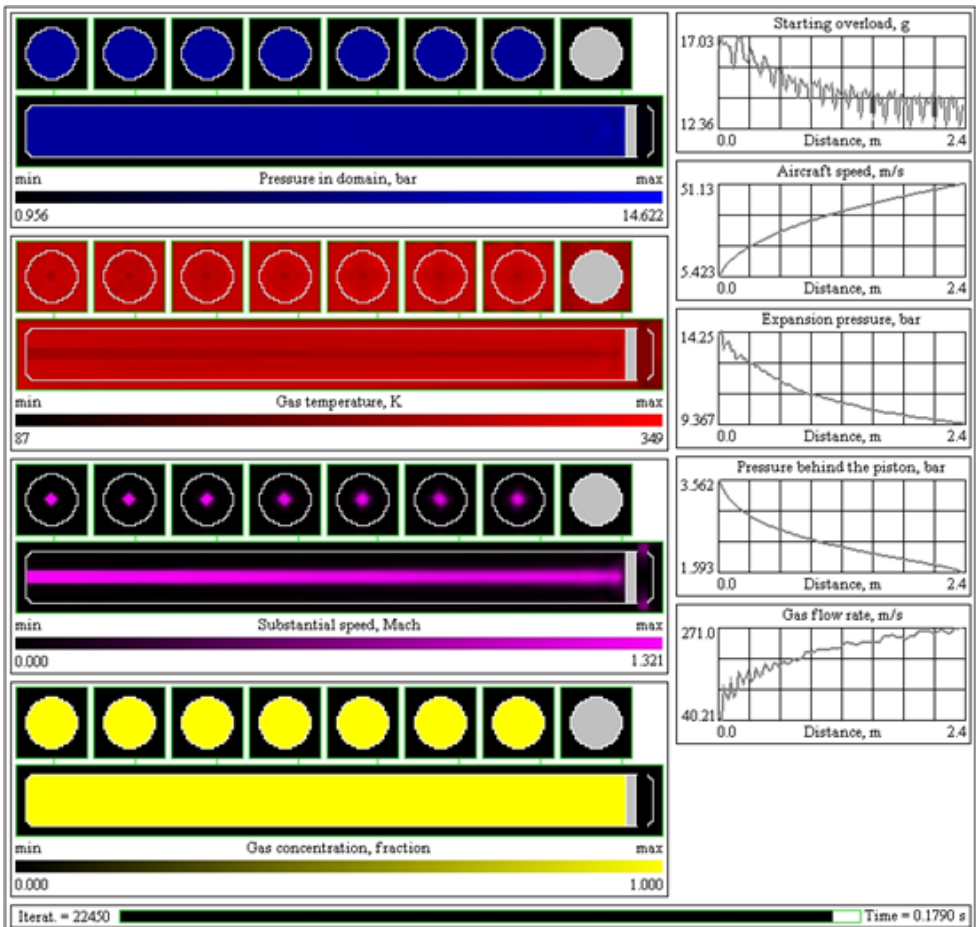 min Pressure in domain, bar max
0.956 14.622
min Gas temperature, K max
87 349
min Substantial speed, Mach max
0.000 1.321
min Gas concentration, fraction max
0.000 1.000
Starting overload, g
17.03
12.36
0.0 Distance, m 2.4
Aircraft speed, m/s
51.13
5.423
0.0 Distance, m 2.4
Expansion pressure, bar
14.25
9.367
0.0 Distance, m 2.4
Pressure behind the piston, bar
3.562
1.593
0.0 Distance, m 2.4
Gas flow rate, m/s
271.0
40.21
0.0 Distance, m 2.4
Iterat. = 22450 Time = 0.1790 s